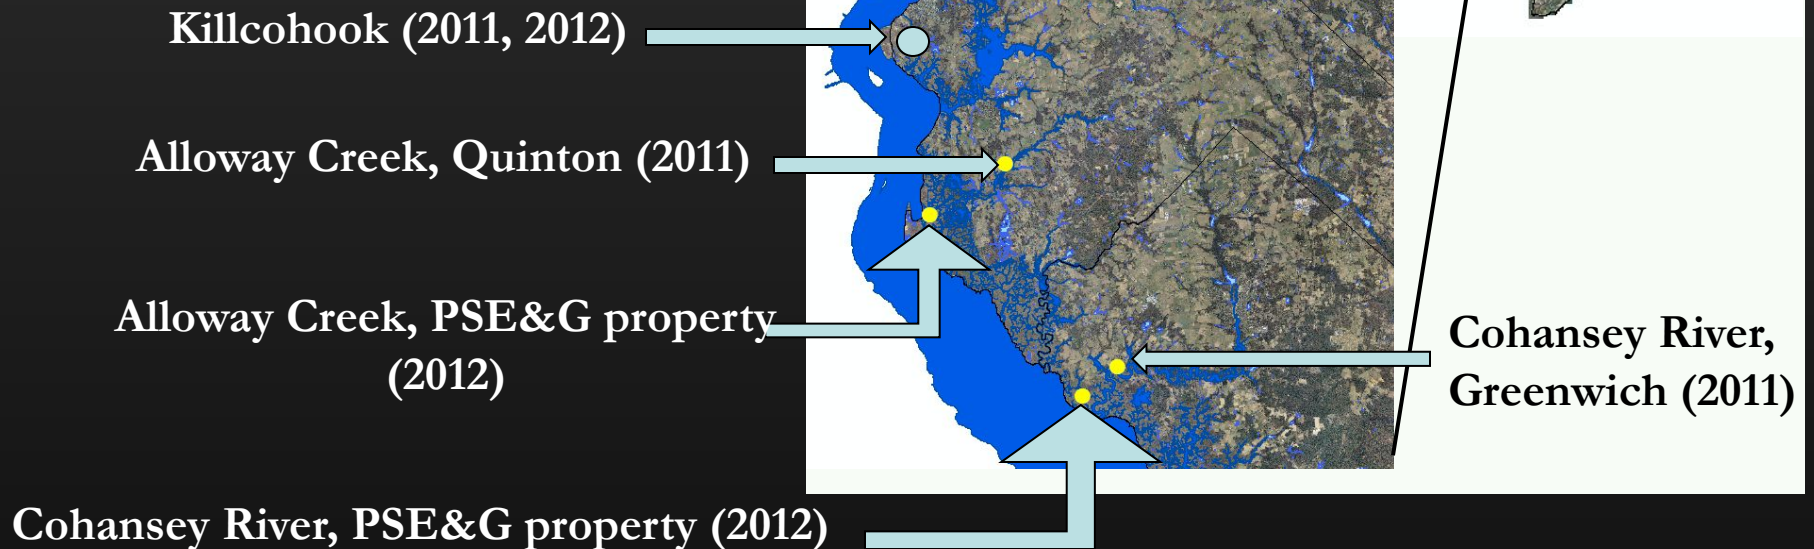 Killcohook (2011, 2012)
Alloway Creek, Quinton (2011)
Alloway Creek, PSE&G property
(2012)
Cohansey River,
Greenwich (2011)
Cohansey River, PSE&G property (2012)